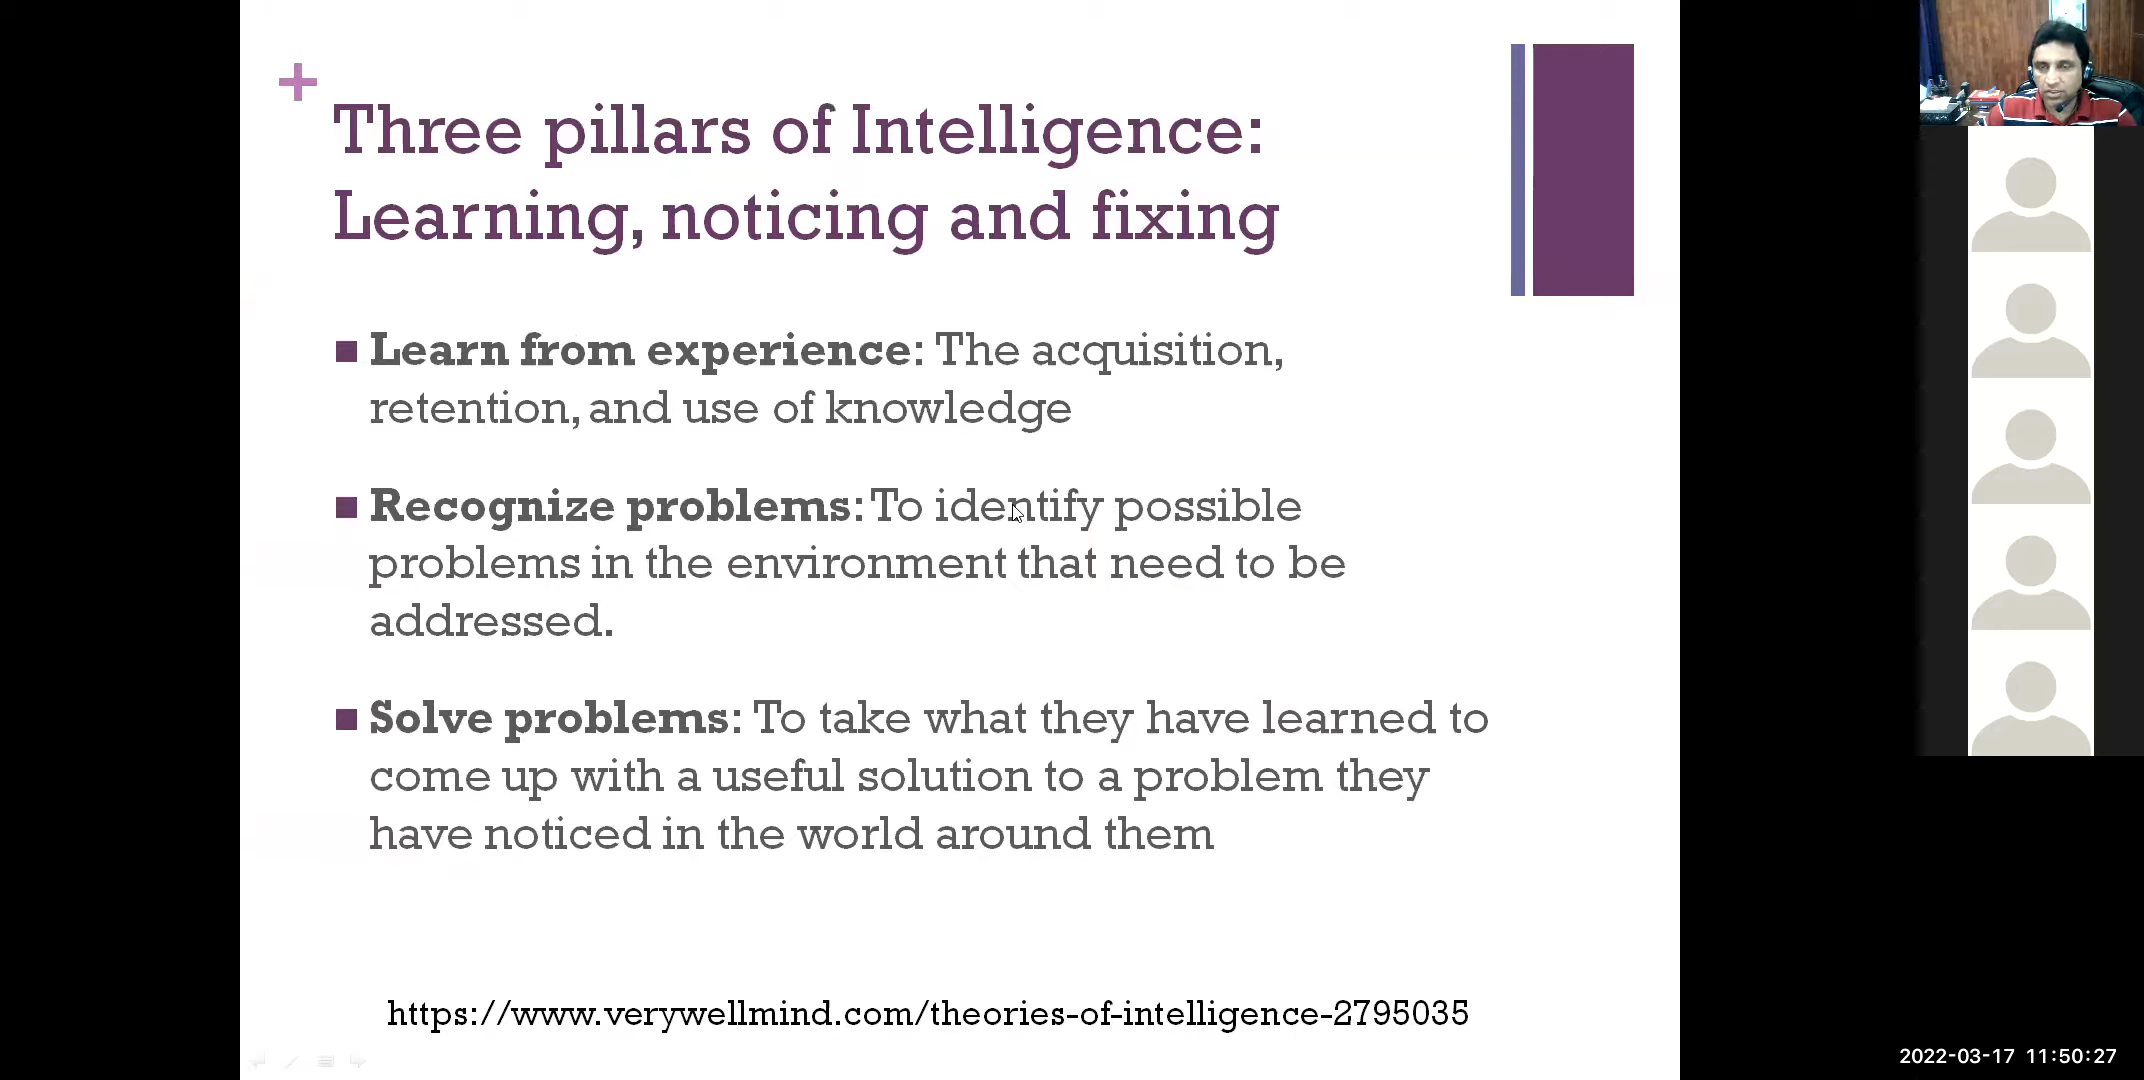 +
Three pillars of Intelligence:
Learning, noticing and fixing
■ Learn from experience: The acquisition,
retention, and use of knowledge
■ Recognize problems: To identify possible
problems in the environment that need to be
addressed.
■ Solve problems: To take what they have learned to
come up with a useful solution to a problem they
have noticed in the world around them
https://www.verywellmind.com/theories-of-intelligence-2795035
2022-03-17 11:50:27